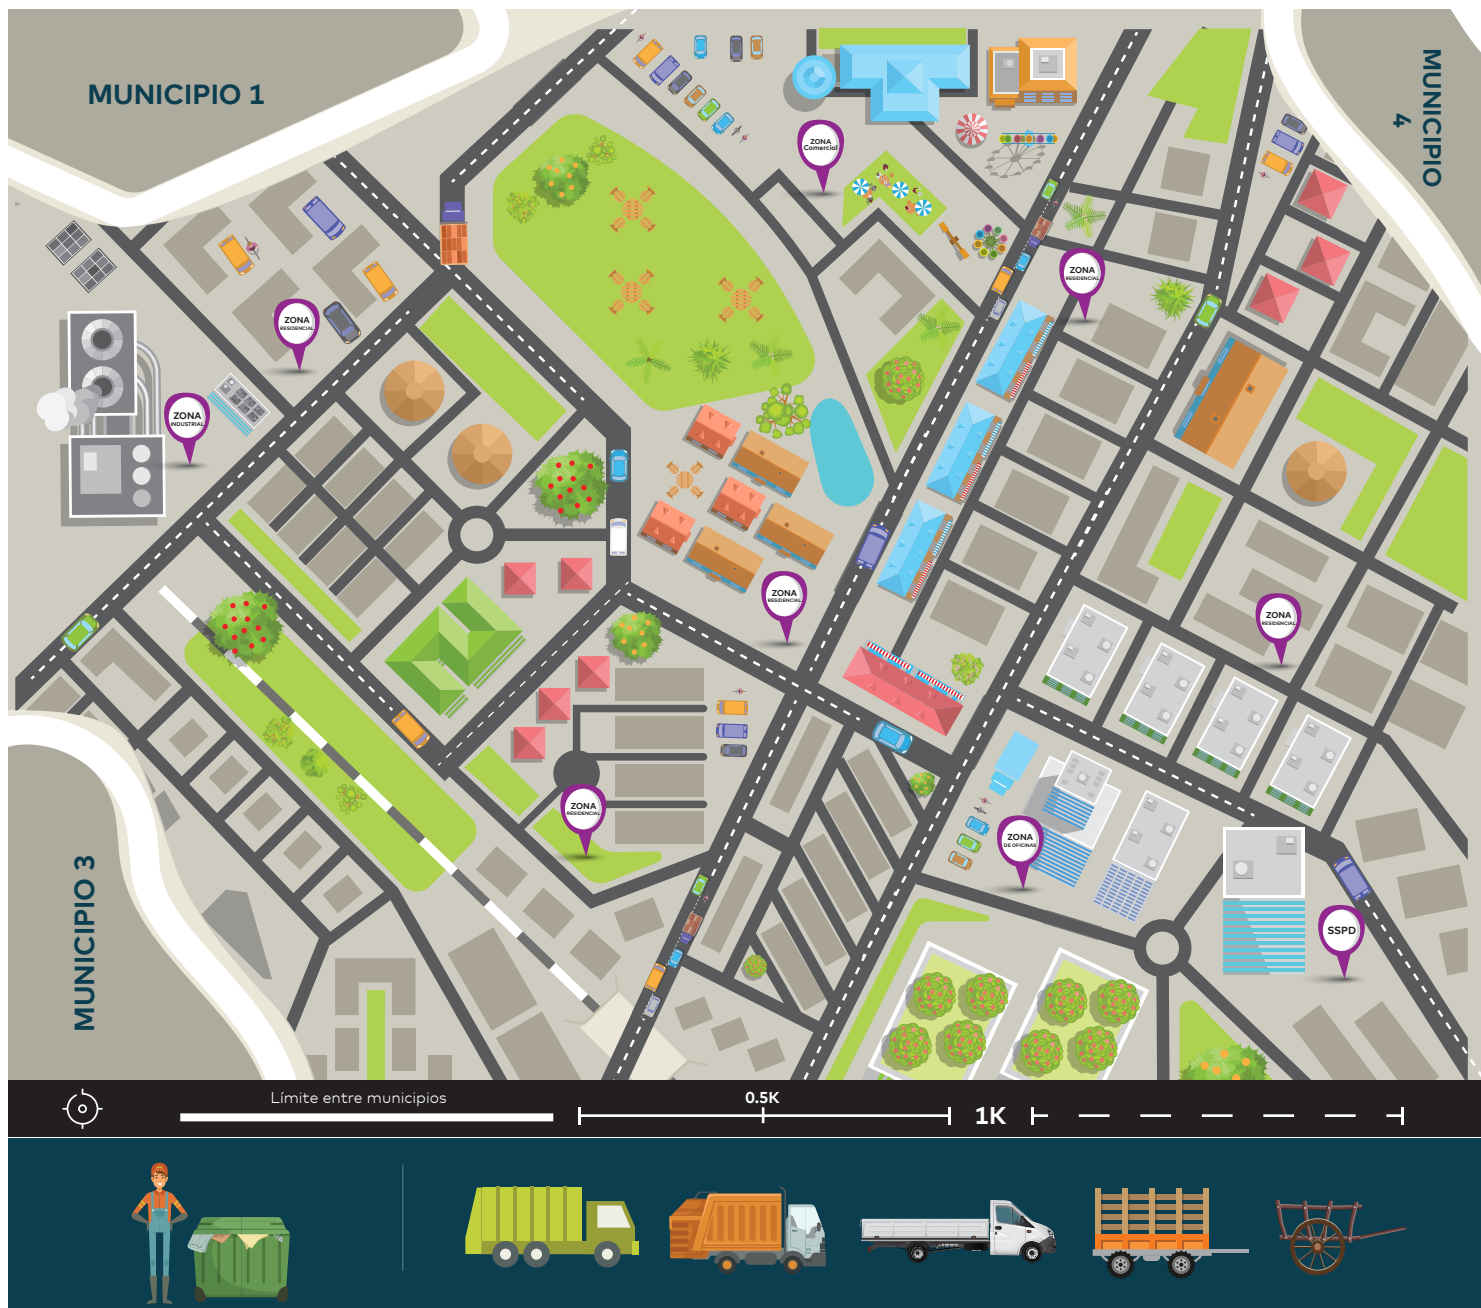 MUNICIPIO 1
MUNICIPIO
4
ZONA
Comercial
ZONA
RESIDENCIAL
ZONA
RESIDENCIAL
ZONA
INDUSTRIAL
ZONA
RESIDENCIAL
ZONA
RESIDENCIAL
ZONA
RESIDENCIAL
ZONA
DE OFICINAS
SSPD
MUNICIPIO 3
Límite entre municipios
0.5K
1K